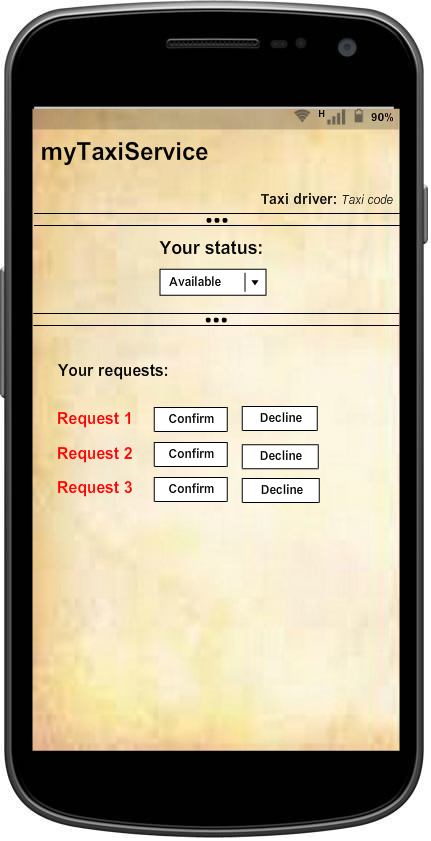 H 90%
myTaxiService
Taxi driver: Taxi code
Your status:
Available
Your requests:
Request 1 Confirm Decline
Request 2 Confirm Decline
Request 3 Confirm Decline